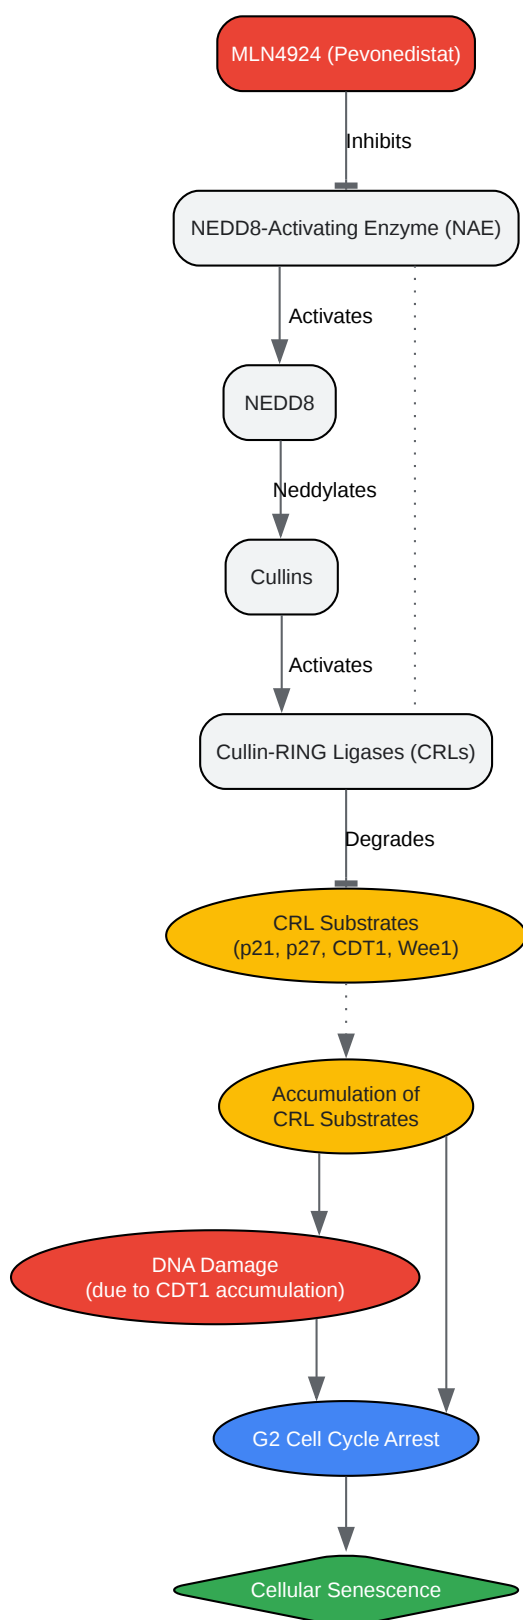 MLN4924 (Pevonedistat)
Inhibits
NEDD8-Activating Enzyme (NAE)
Activates
NEDD8
Neddylates
Cullins
Activates
Cullin-RING Ligases (CRLs)
Degrades
CRL Substrates
(p21, p27, CDT1, Wee1)
Accumulation of
CRL Substrates
DNA Damage
(due to CDT1 accumulation)
G2 Cell Cycle Arrest
Cellular Senescence